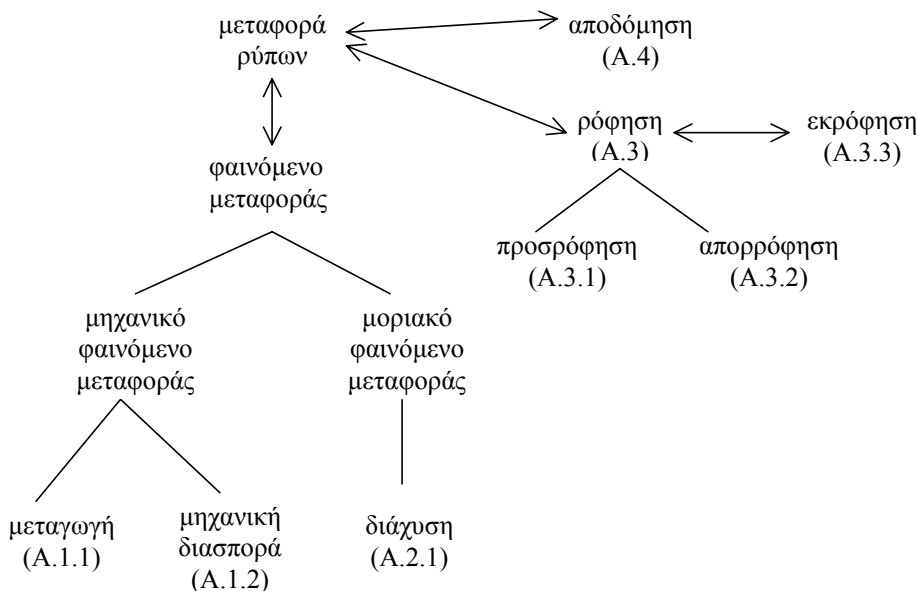 μεταφορά
ρύπων
αποδόμηση
(Α.4)
ρόφηση
(Α.3)
εκρόφηση
(Α.3.3)
φαινόμενο
μεταφοράς
προσρόφηση
(Α.3.1)
απορρόφηση
(Α.3.2)
μηχανικό
φαινόμενο
μεταφοράς
μοριακό
φαινόμενο
μεταφοράς
μεταγωγή
(Α.1.1)
μηχανική
διασπορά
(Α.1.2)
διάχυση
(Α.2.1)